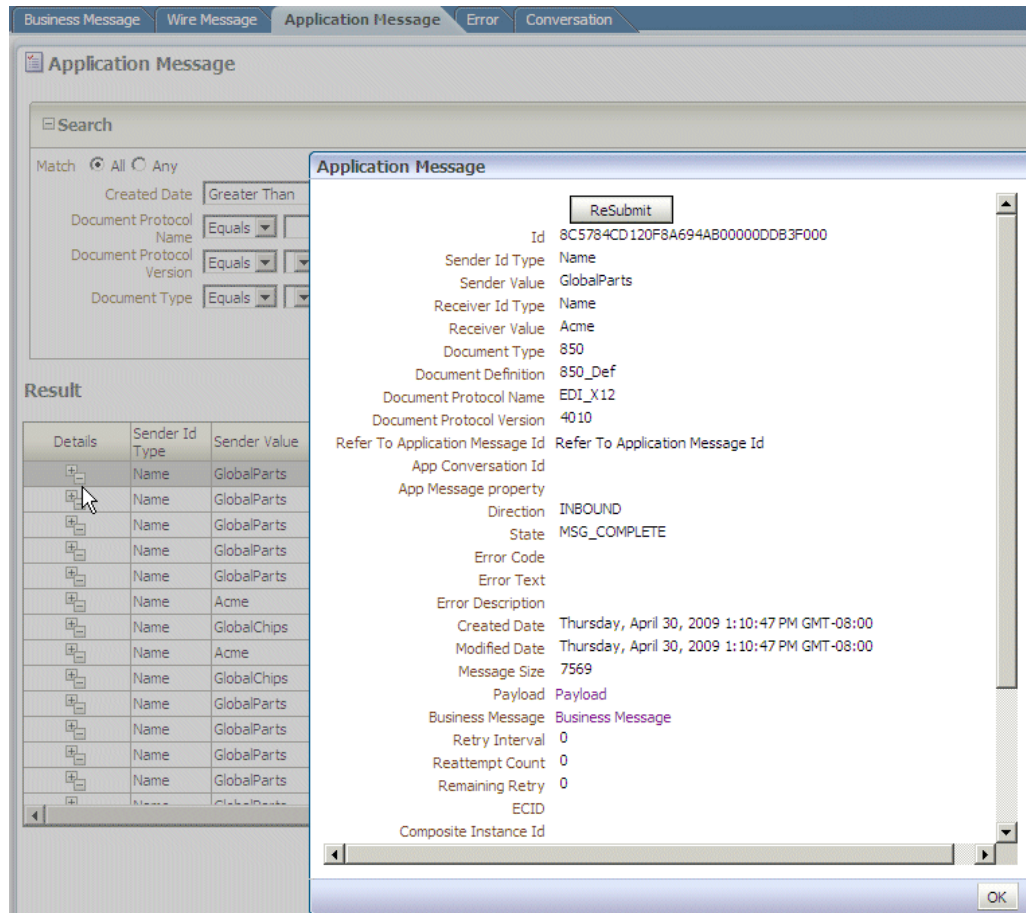 Business Message Wire Message Application Message Error Conversation
Application Message
Search
Match All Any
Created Date Greater Than
Document Protocol Name Equals
Document Protocol Version Equals
Document Type Equals
Result
Details Sender Id Type Sender Value
Name GlobalParts
Name GlobalParts
Name GlobalParts
Name GlobalParts
Name GlobalParts
Name Acme
Name GlobalChips
Name Acme
Name GlobalChips
Name GlobalParts
Name GlobalParts
Name GlobalParts
Name GlobalParts
Name GlobalParts
Application Message
ReSubmit
Id 8C5784CD120F8A694AB00000DDB3F000
Sender Id Type Name
Sender Value GlobalParts
Receiver Id Type Name
Receiver Value Acme
Document Type 850
Document Definition 850_Def
Document Protocol Name EDI_X12
Document Protocol Version 4010
Refer To Application Message Id Refer To Application Message Id
App Conversation Id
App Message property
Direction INBOUND
State MSG_COMPLETE
Error Code
Error Text
Error Description
Created Date Thursday, April 30, 2009 1:10:47 PM GMT-08:00
Modified Date Thursday, April 30, 2009 1:10:47 PM GMT-08:00
Message Size 7569
Payload Payload
Business Message Business Message
Retry Interval 0
Reattempt Count 0
Remaining Retry 0
ECID
Composite Instance Id
OK